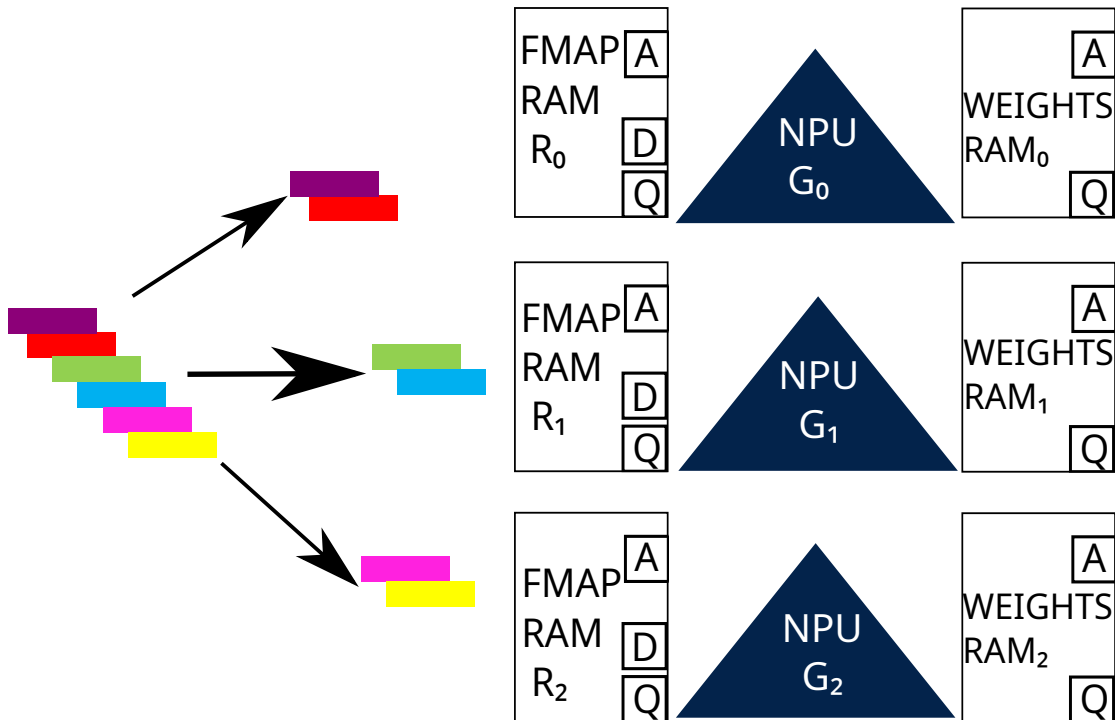 FMAP
RAM
R₀
A
D
Q
NPU
G₀
A
WEIGHTS
RAM₀
Q
FMAP
RAM
R₁
A
D
Q
NPU
G₁
A
WEIGHTS
RAM₁
Q
FMAP
RAM
R₂
A
D
Q
NPU
G₂
A
WEIGHTS
RAM₂
Q